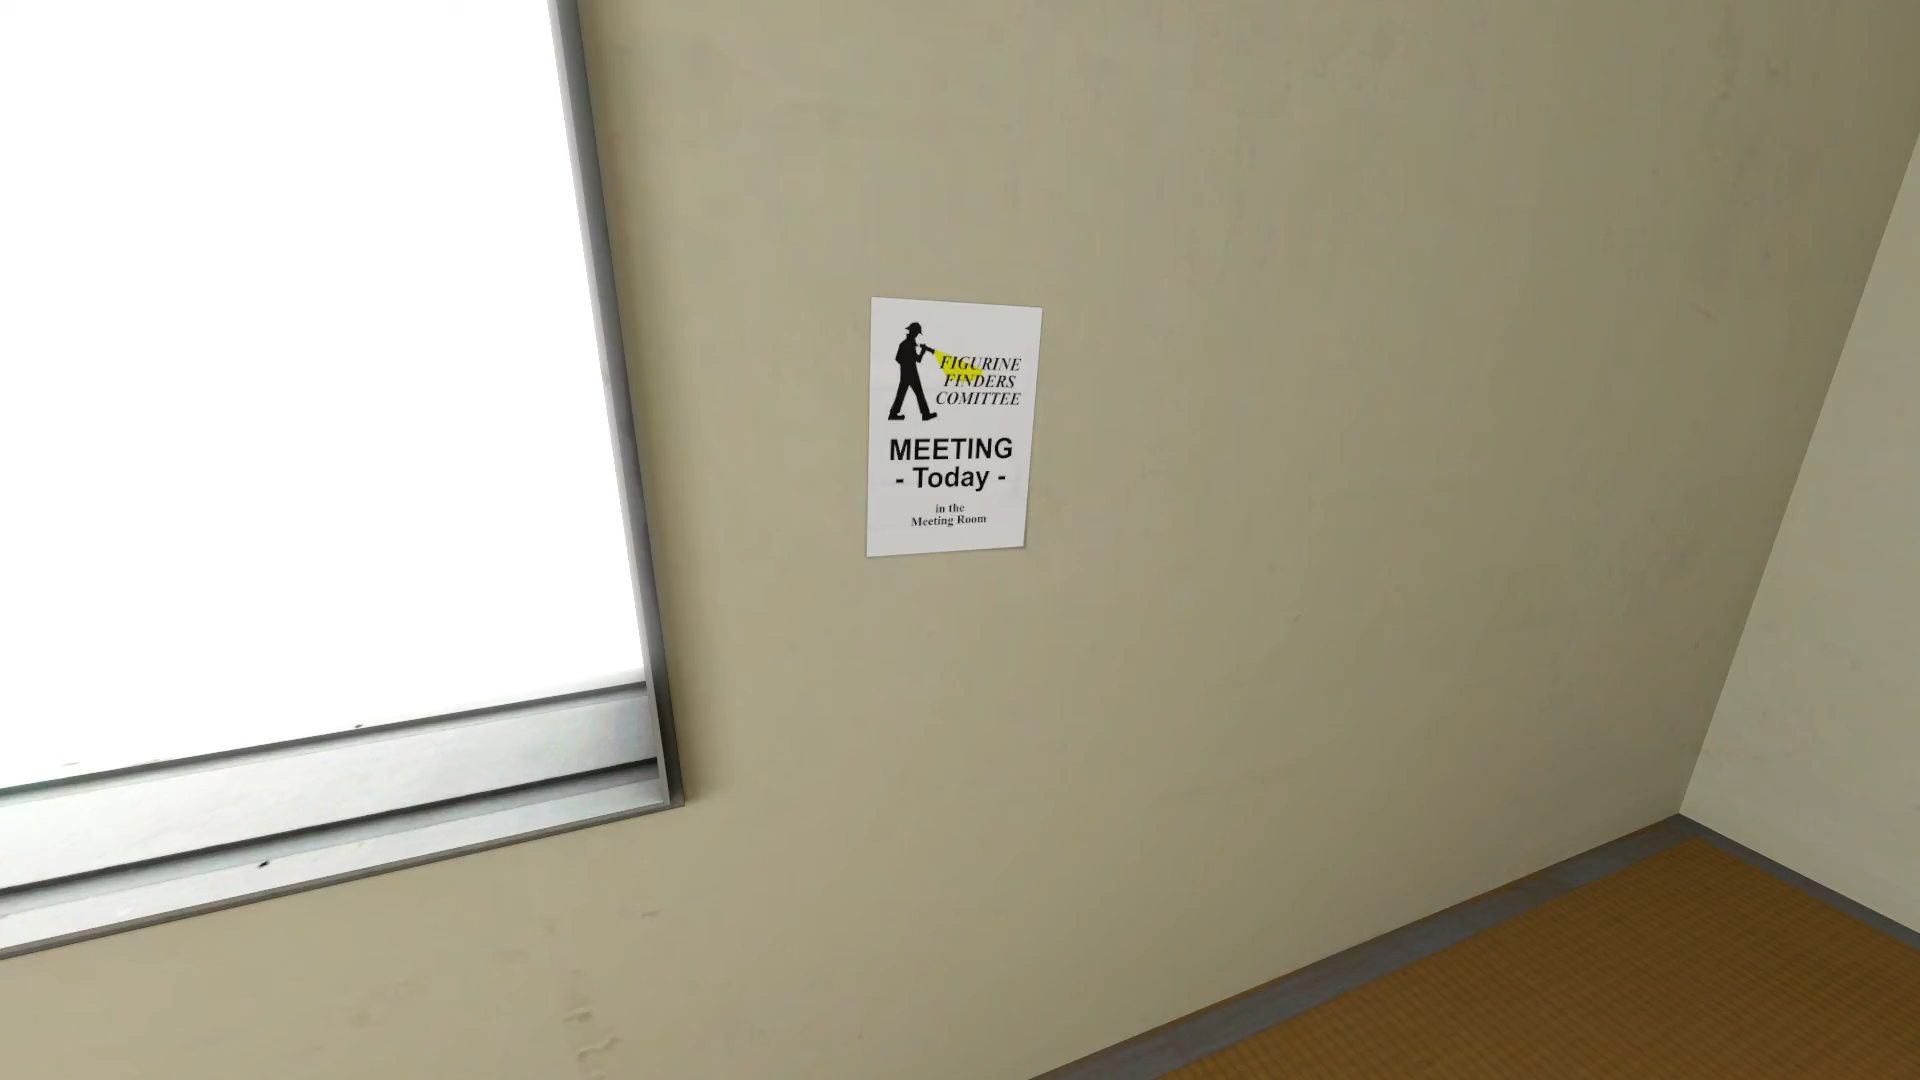 FIGURINE
FINDERS
COMITTEE
MEETING
- Today -
in the
Meeting Room